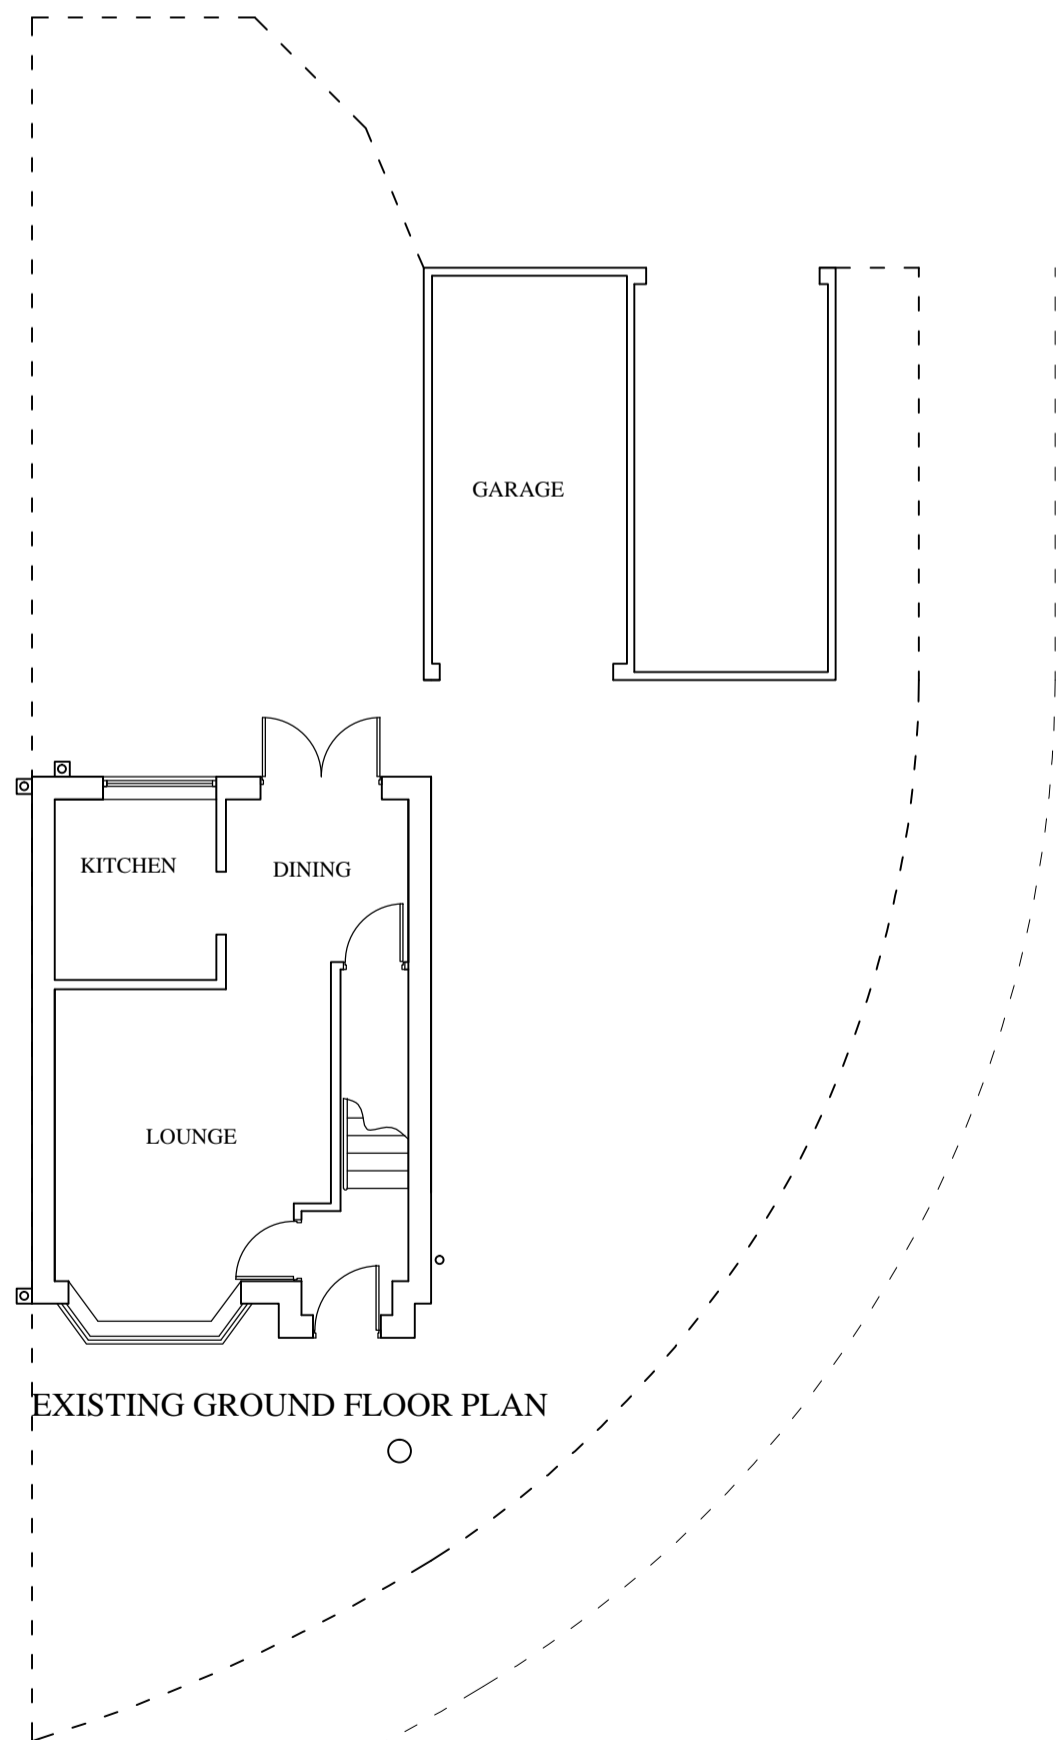 GARAGE
KITCHEN
DINING
LOUNGE
EXISTING GROUND FLOOR PLAN